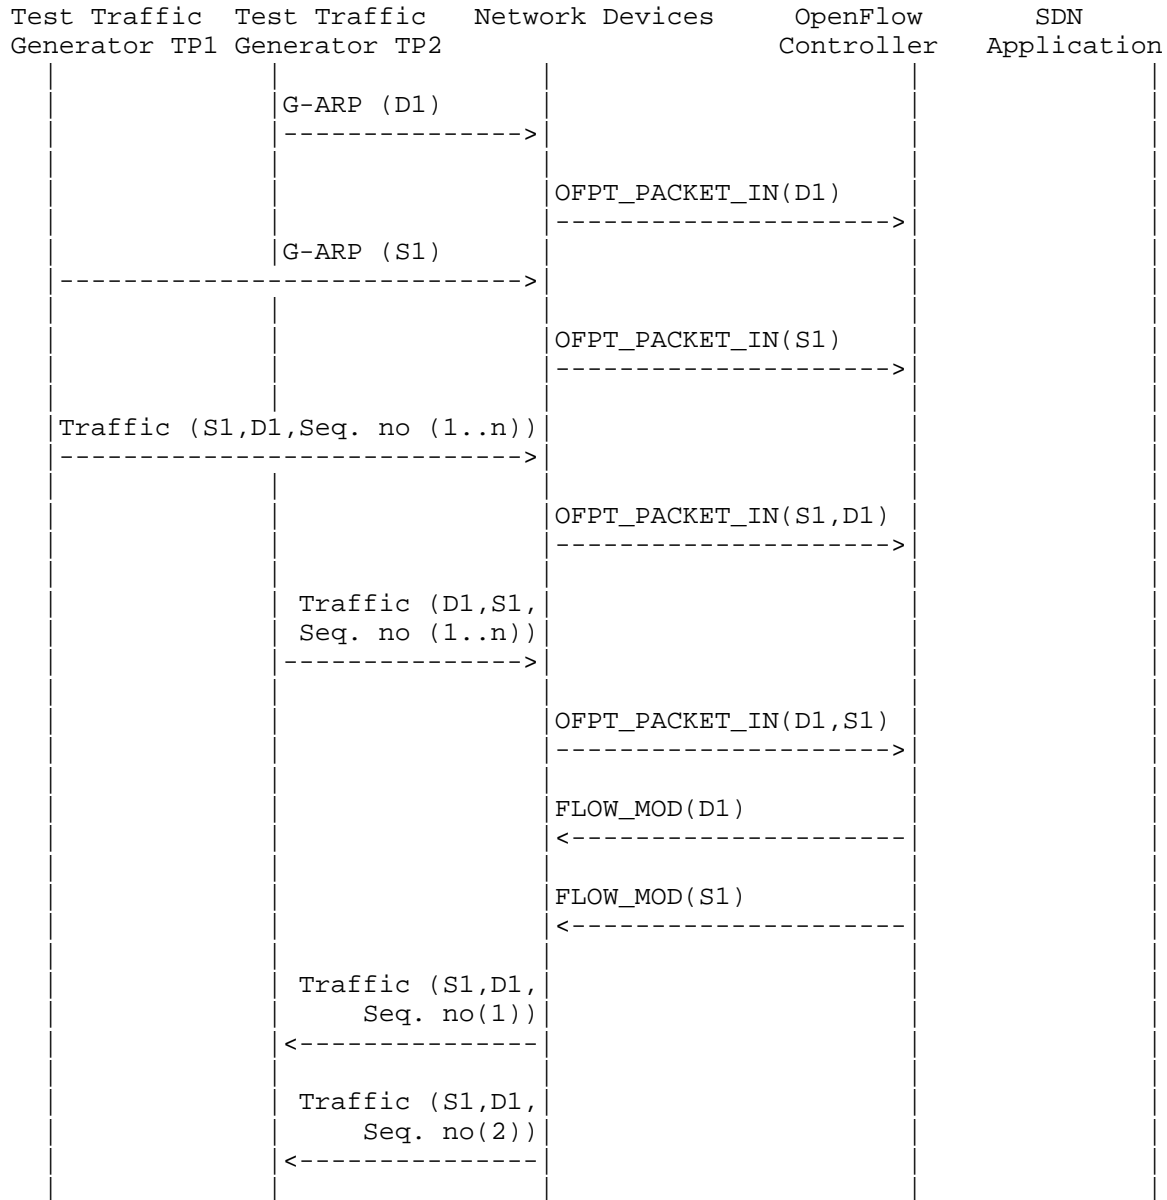 Test Traffic Test Traffic Network Devices OpenFlow SDN
Generator TP1 Generator TP2 Controller Application
G-ARP (D1)
OFPT_PACKET_IN(D1)
G-ARP (S1)
OFPT_PACKET_IN(S1)
Traffic (S1,D1,Seq. no (1..n))
OFPT_PACKET_IN(S1,D1)
Traffic (D1,S1,
Seq. no (1..n))
OFPT_PACKET_IN(D1,S1)
FLOW_MOD(D1)
FLOW_MOD(S1)
Traffic (S1,D1,
Seq. no(1))
Traffic (S1,D1,
Seq. no(2))